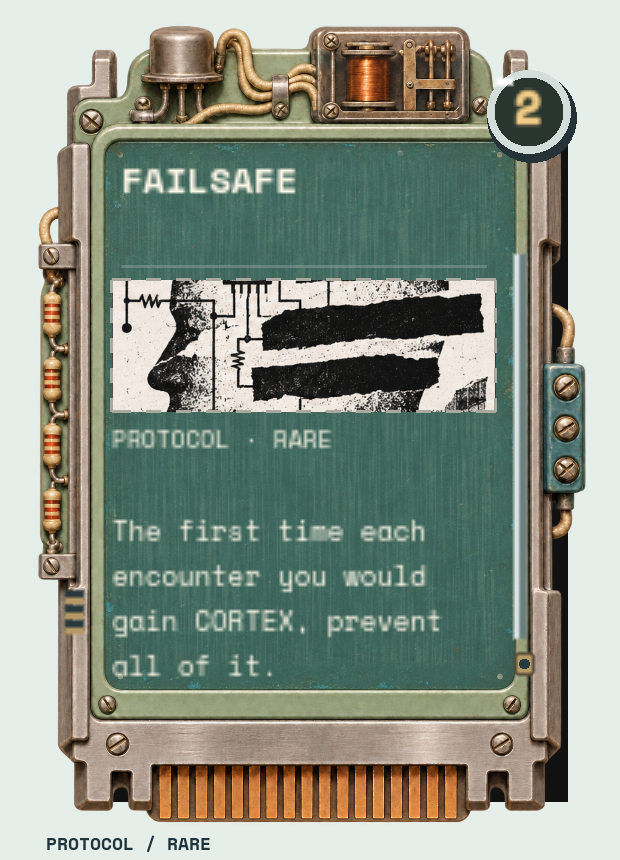 2
FAILSAFE
PROTOCOL · RARE
The first time each
encounter you would
gain CORTEX, prevent
all of it.
PROTOCOL / RARE